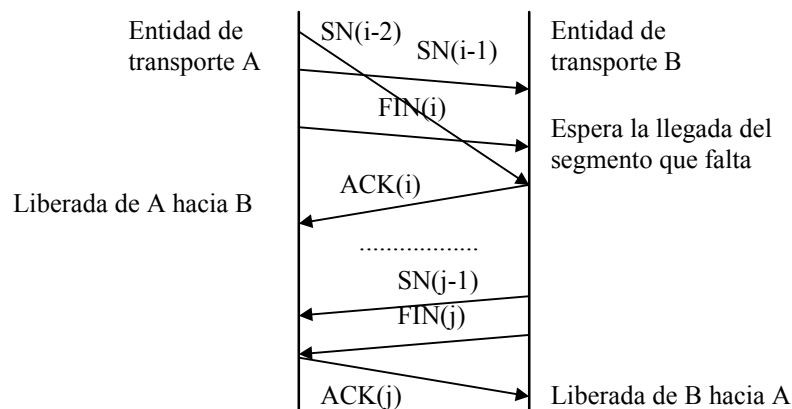 Entidad de
transporte A
SN(i-2)
SN(i-1)
Entidad de
transporte B
FIN(i)
Espera la llegada del
segmento que falta
ACK(i)
Liberada de A hacia B
..................
SN(j-1)
FIN(j)
ACK(j)
Liberada de B hacia A